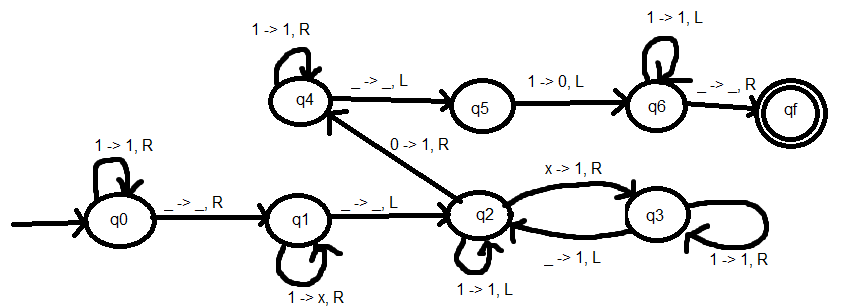 1 -> 1, R
1 -> 1, L
q4
_ -> _, L
q5
1 -> 0, L
q6
_ -> _, R
qf
1 -> 1, R
0 -> 1, R
q0
_ -> _, R
q1
_ -> _, L
q2
x -> 1, R
q3
_ -> 1, L
1 -> 1, R
1 -> x, R
1 -> 1, L